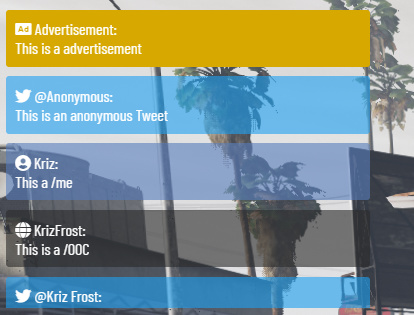 Ad Advertisement:
This is a advertisement
@Anonymous:
This is an anonymous Tweet
Kriz:
This a /me
KrizFrost:
This is a /OOC
@Kriz Frost: